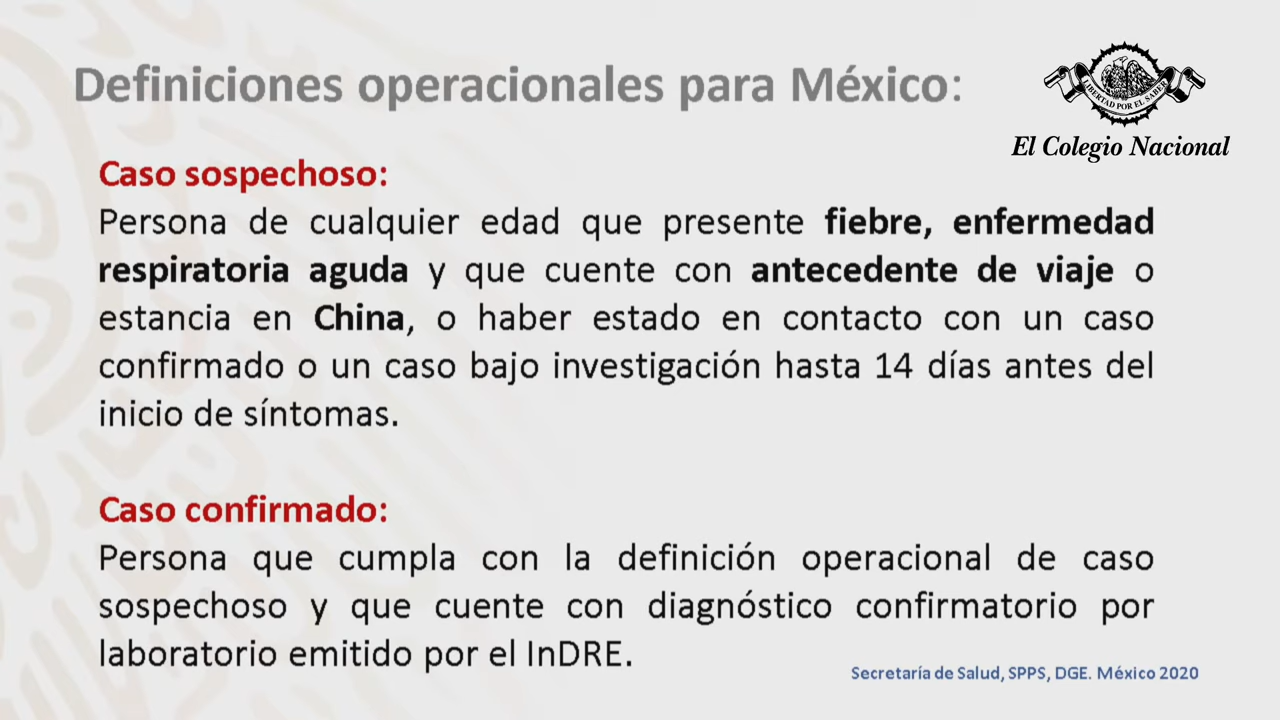 Definiciones operacionales para México:
LIBERTAD POR EL SABER
El Colegio Nacional
Caso sospechoso:
Persona de cualquier edad que presente fiebre, enfermedad
respiratoria aguda y que cuente con antecedente de viaje o
estancia en China, o haber estado en contacto con un caso
confirmado o un caso bajo investigación hasta 14 días antes del
inicio de síntomas.
Caso confirmado:
Persona que cumpla con la definición operacional de caso
sospechoso y que cuente con diagnóstico confirmatorio por
laboratorio emitido por el InDRE.
Secretaría de Salud, SPPS, DGE. México 2020